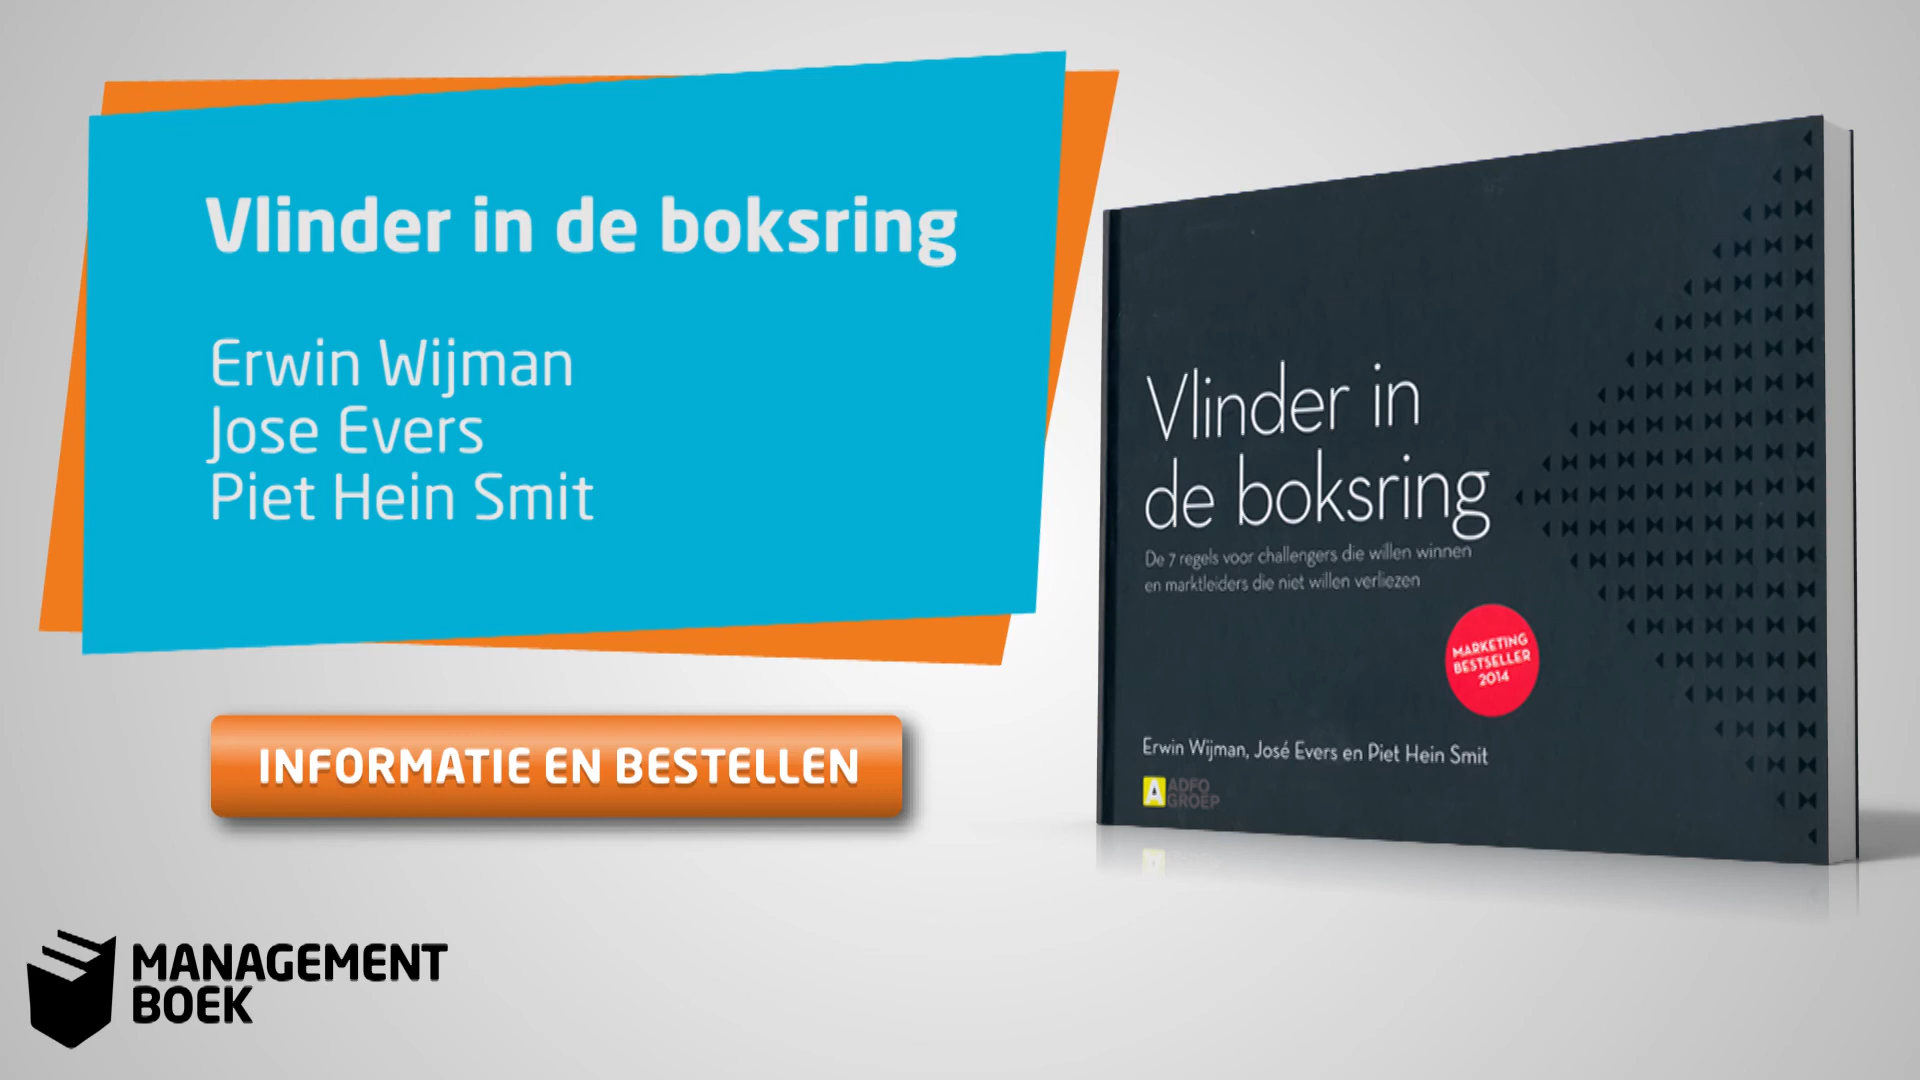 Vlinder in de boksring
Erwin Wijman
Jose Evers
Piet Hein Smit
INFORMATIE EN BESTELLEN
MANAGEMENT
BOEK
Vlinder in
de boksring
De 7 regels voor challengers die willen winnen
en marktleiders die niet willen verliezen
MARKETING
BESTSELLER
2014
Erwin Wijman, José Evers en Piet Hein Smit
A ADFO
GROEP